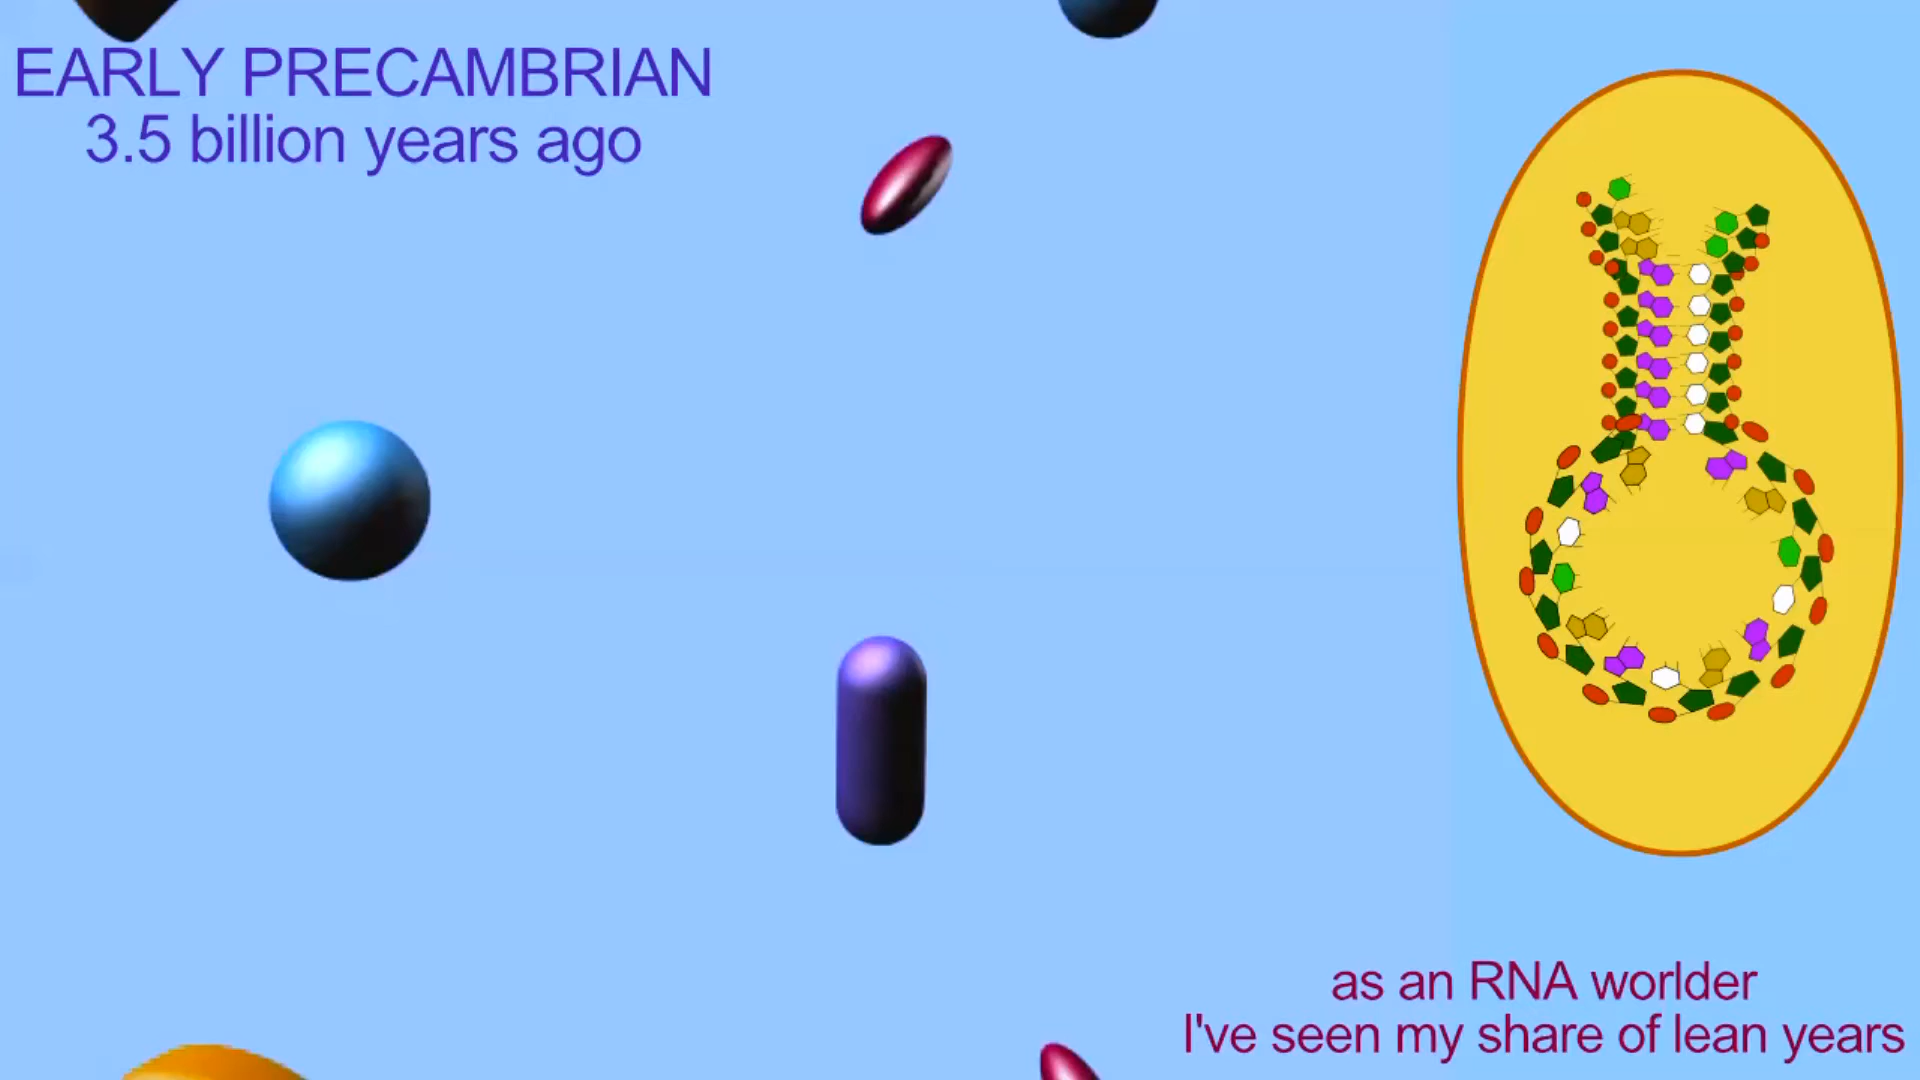 EARLY PRECAMBRIAN
3.5 billion years ago
as an RNA worlder
I've seen my share of lean years